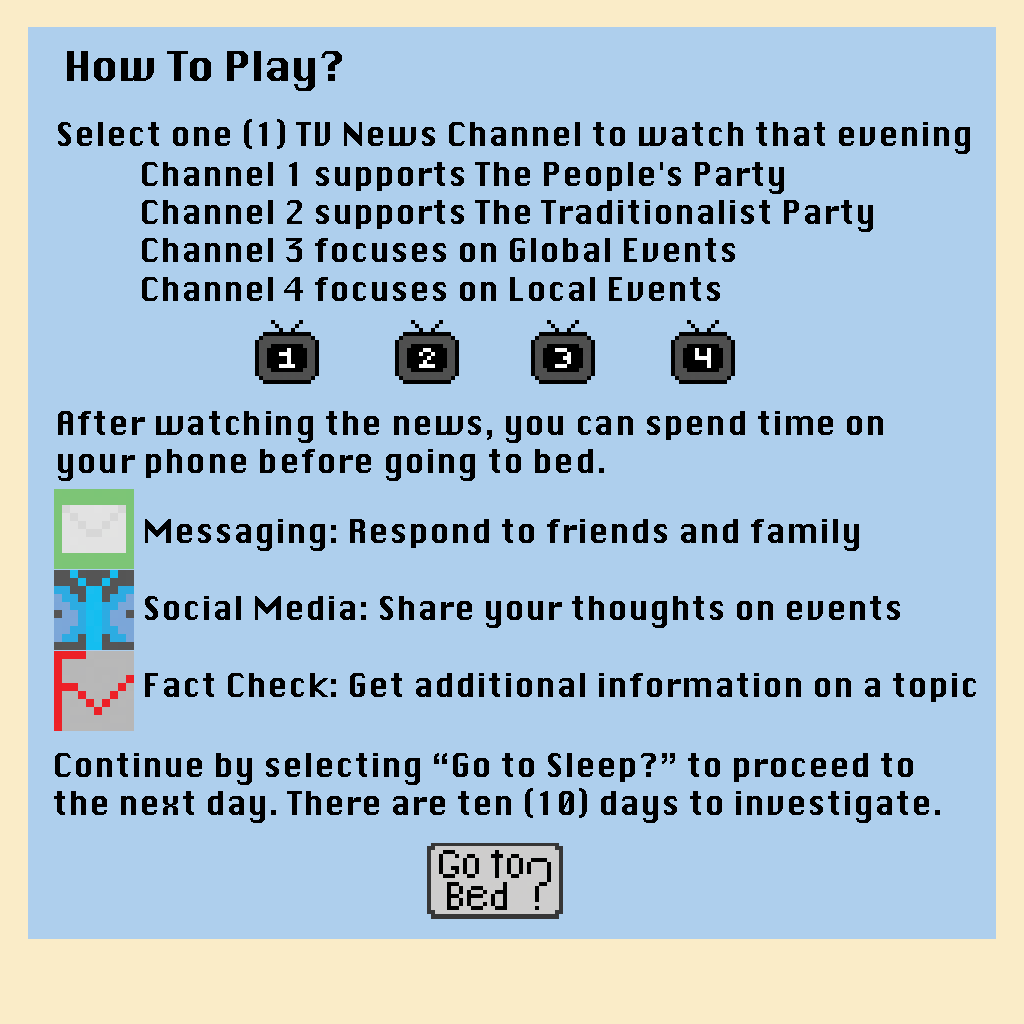 How To Play?
Select one (1) TV News Channel to watch that evening
Channel 1 supports The People's Party
Channel 2 supports The Traditionalist Party
Channel 3 focuses on Global Events
Channel 4 focuses on Local Events
1 2 3 4
After watching the news, you can spend time on
your phone before going to bed.
Messaging: Respond to friends and family
Social Media: Share your thoughts on events
Fact Check: Get additional information on a topic
Continue by selecting “Go to Sleep?” to proceed to
the next day. There are ten (10) days to investigate.
Go to
Bed ?